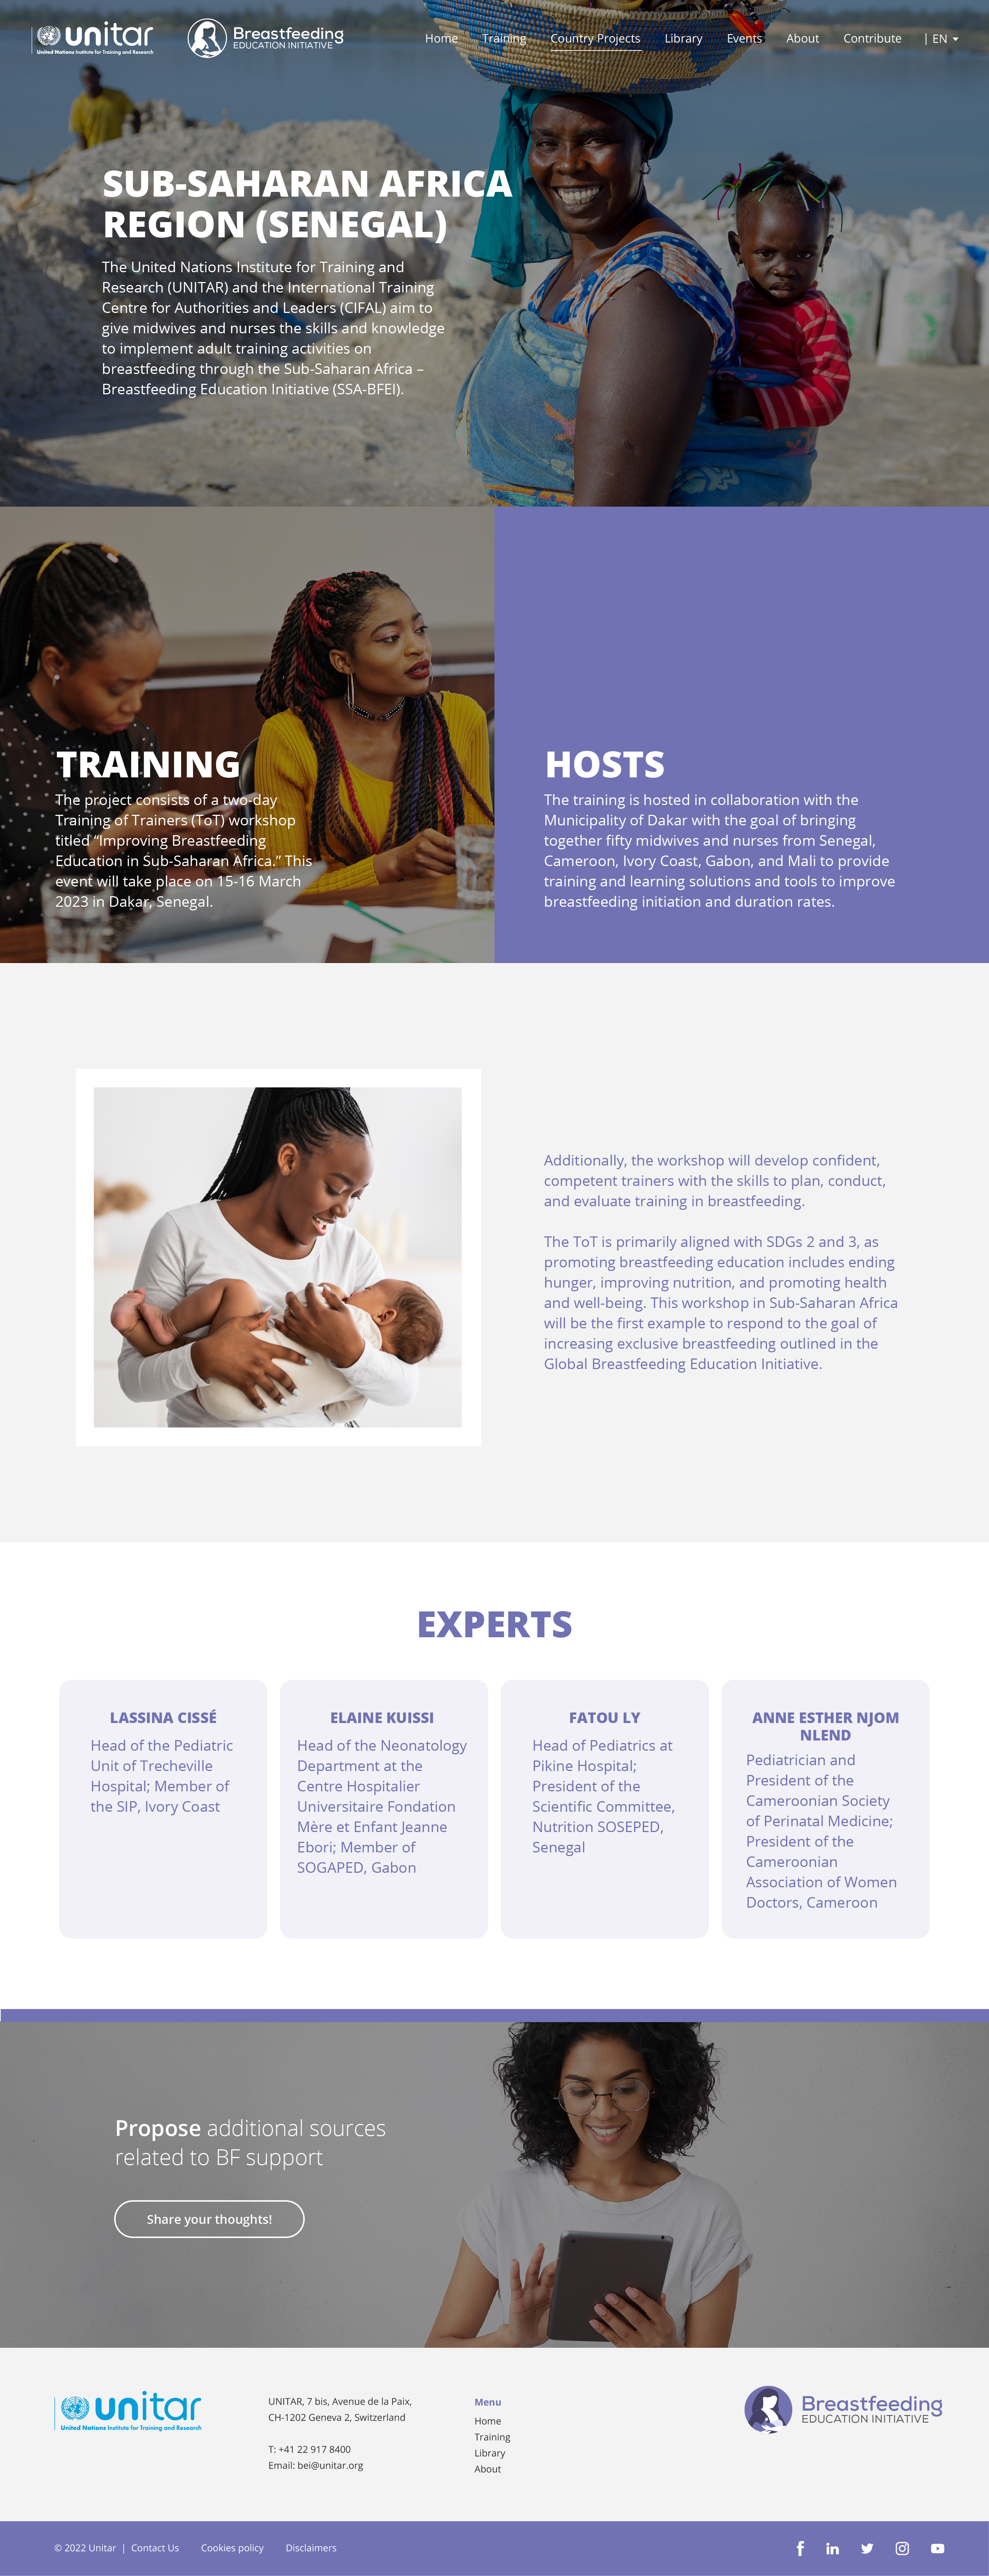 unitar
United Nations Institute for Training and Research
Breastfeeding
EDUCATION INITIATIVE
Home Training Country Projects Library Events About Contribute | EN
SUB-SAHARAN AFRICA
REGION (SENEGAL)
The United Nations Institute for Training and
Research (UNITAR) and the International Training
Centre for Authorities and Leaders (CIFAL) aim to
give midwives and nurses the skills and knowledge
to implement adult training activities on
breastfeeding through the Sub-Saharan Africa –
Breastfeeding Education Initiative (SSA-BFEI).
TRAINING
The project consists of a two-day
Training of Trainers (ToT) workshop
titled “Improving Breastfeeding
Education in Sub-Saharan Africa.” This
event will take place on 15-16 March
2023 in Dakar, Senegal.
HOSTS
The training is hosted in collaboration with the
Municipality of Dakar with the goal of bringing
together fifty midwives and nurses from Senegal,
Cameroon, Ivory Coast, Gabon, and Mali to provide
training and learning solutions and tools to improve
breastfeeding initiation and duration rates.
Additionally, the workshop will develop confident,
competent trainers with the skills to plan, conduct,
and evaluate training in breastfeeding.
The ToT is primarily aligned with SDGs 2 and 3, as
promoting breastfeeding education includes ending
hunger, improving nutrition, and promoting health
and well-being. This workshop in Sub-Saharan Africa
will be the first example to respond to the goal of
increasing exclusive breastfeeding outlined in the
Global Breastfeeding Education Initiative.
EXPERTS
LASSINA CISSÉ
Head of the Pediatric
Unit of Trecheville
Hospital; Member of
the SIP, Ivory Coast
ELAINE KUISSI
Head of the Neonatology
Department at the
Centre Hospitalier
Universitaire Fondation
Mère et Enfant Jeanne
Ebori; Member of
SOGAPED, Gabon
FATOU LY
Head of Pediatrics at
Pikine Hospital;
President of the
Scientific Committee,
Nutrition SOSEPED,
Senegal
ANNE ESTHER NJOM
NLEND
Pediatrician and
President of the
Cameroonian Society
of Perinatal Medicine;
President of the
Cameroonian
Association of Women
Doctors, Cameroon
Propose additional sources
related to BF support
Share your thoughts!
unitar
United Nations Institute for Training and Research
UNITAR, 7 bis, Avenue de la Paix,
CH-1202 Geneva 2, Switzerland
T: +41 22 917 8400
Email: bei@unitar.org
Menu
Home
Training
Library
About
Breastfeeding
EDUCATION INITIATIVE
© 2022 Unitar | Contact Us Cookies policy Disclaimers